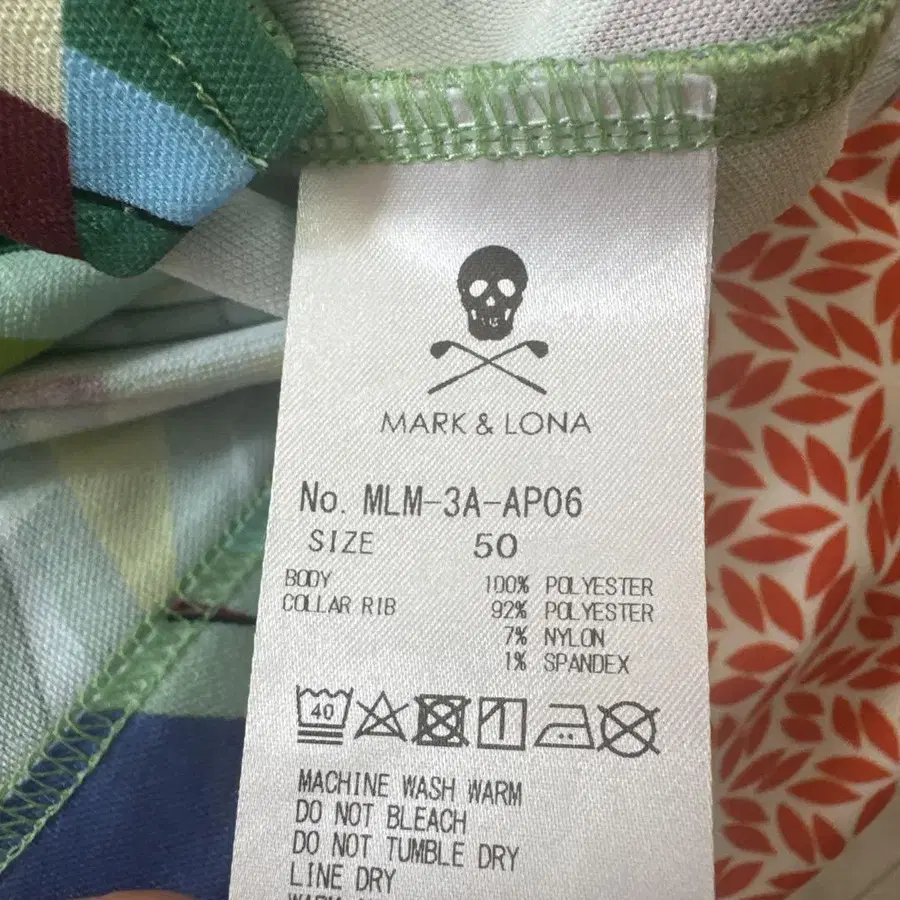 MARK & LONA
No. MLM-3A-AP06
SIZE 50
BODY 100% POLYESTER
COLLAR RIB 92% POLYESTER
7% NYLON
1% SPANDEX
40
MACHINE WASH WARM
DO NOT BLEACH
DO NOT TUMBLE DRY
LINE DRY